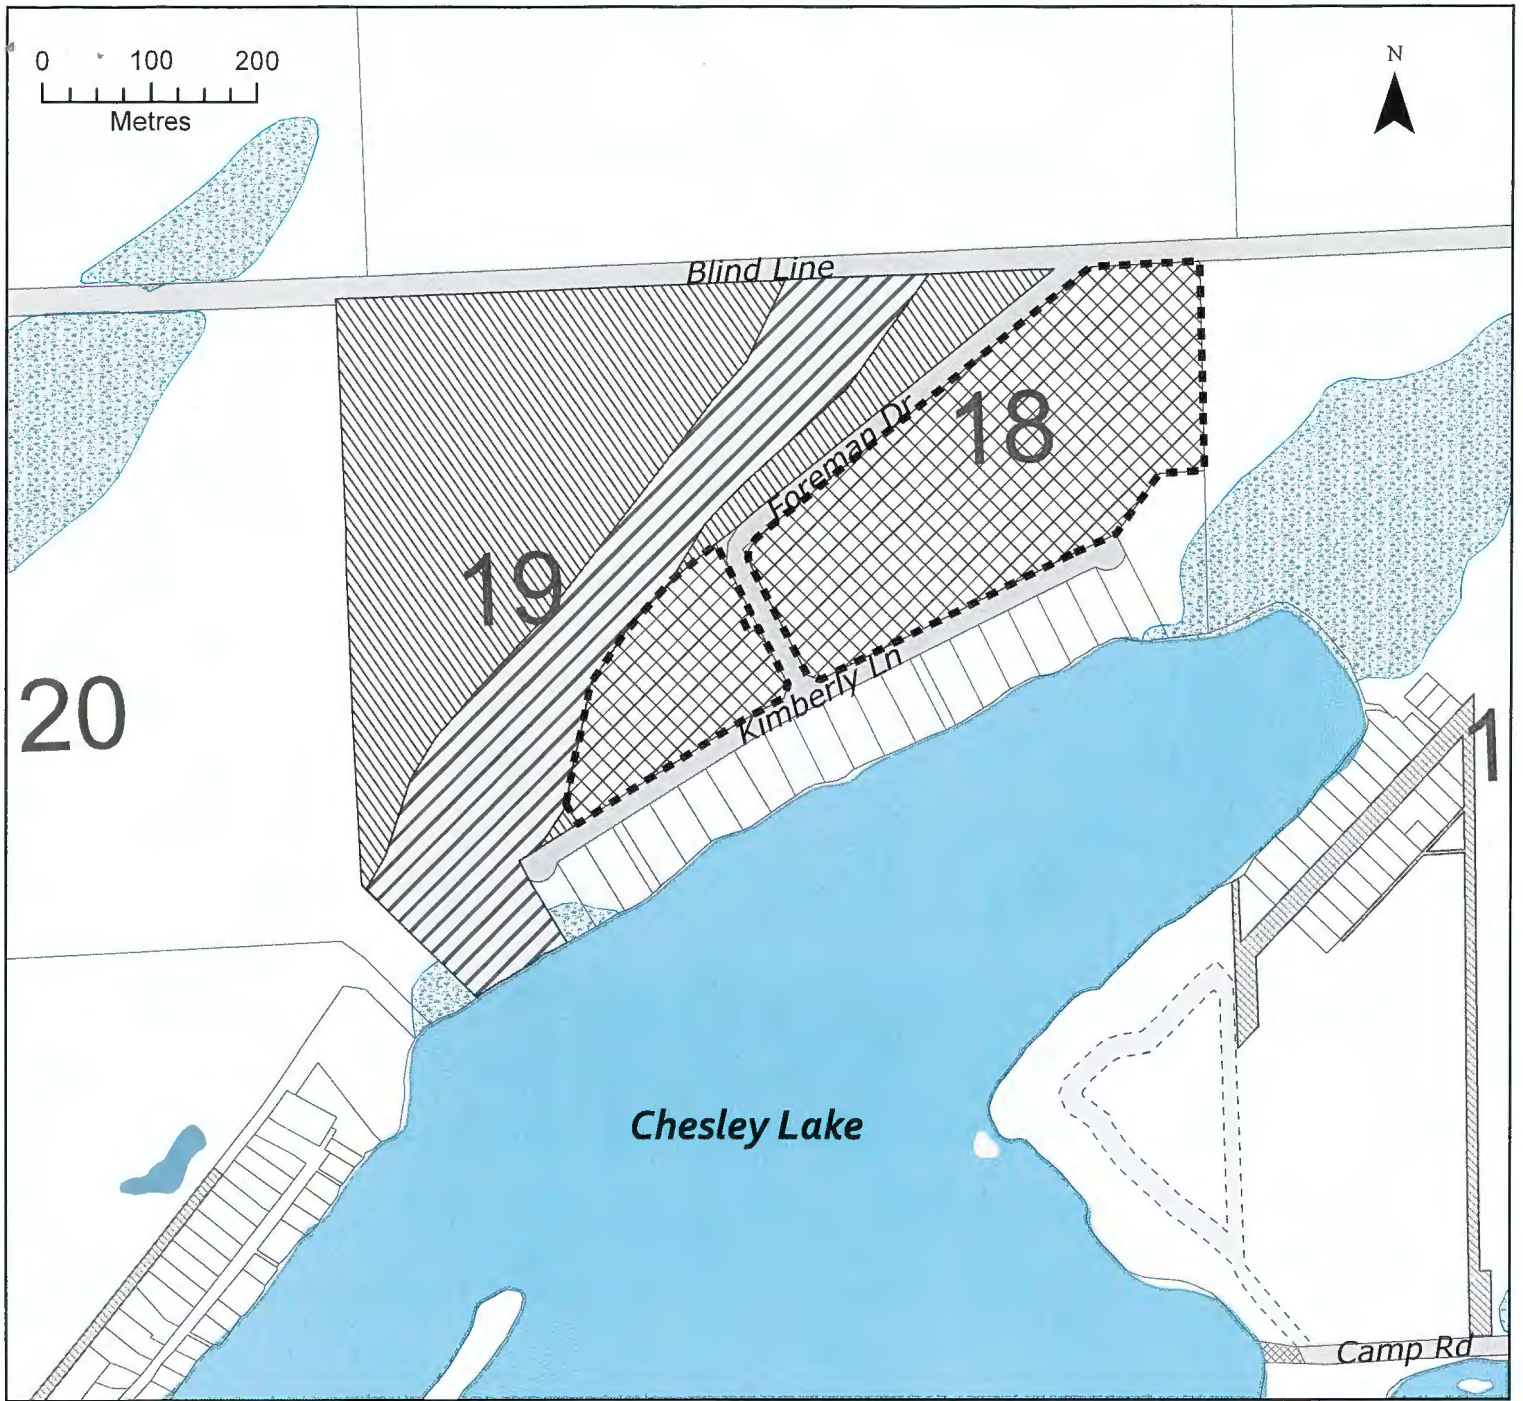 0 100 200
Metres
N
Blind Line
18
Foreman Dr
19
20
Kimberly Ln
1
Chesley Lake
Camp Rd